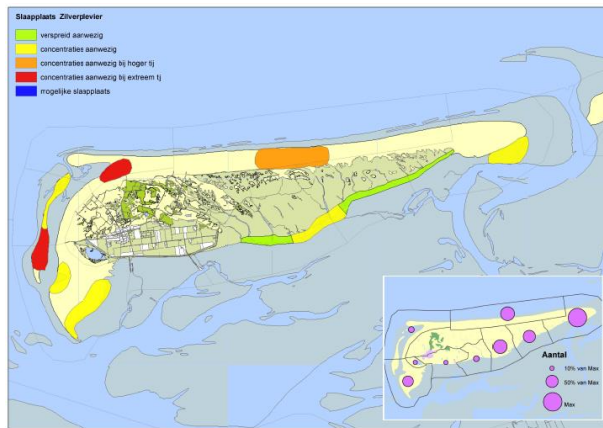 Slaapplaats Zilverplevier
verspreid aanwezig
concentraties aanwezig
concentraties aanwezig bij hoger tij
concentraties aanwezig bij extreem tij
mogelijke slaapplaats
Aantal
10% van Max
50% van Max
Max